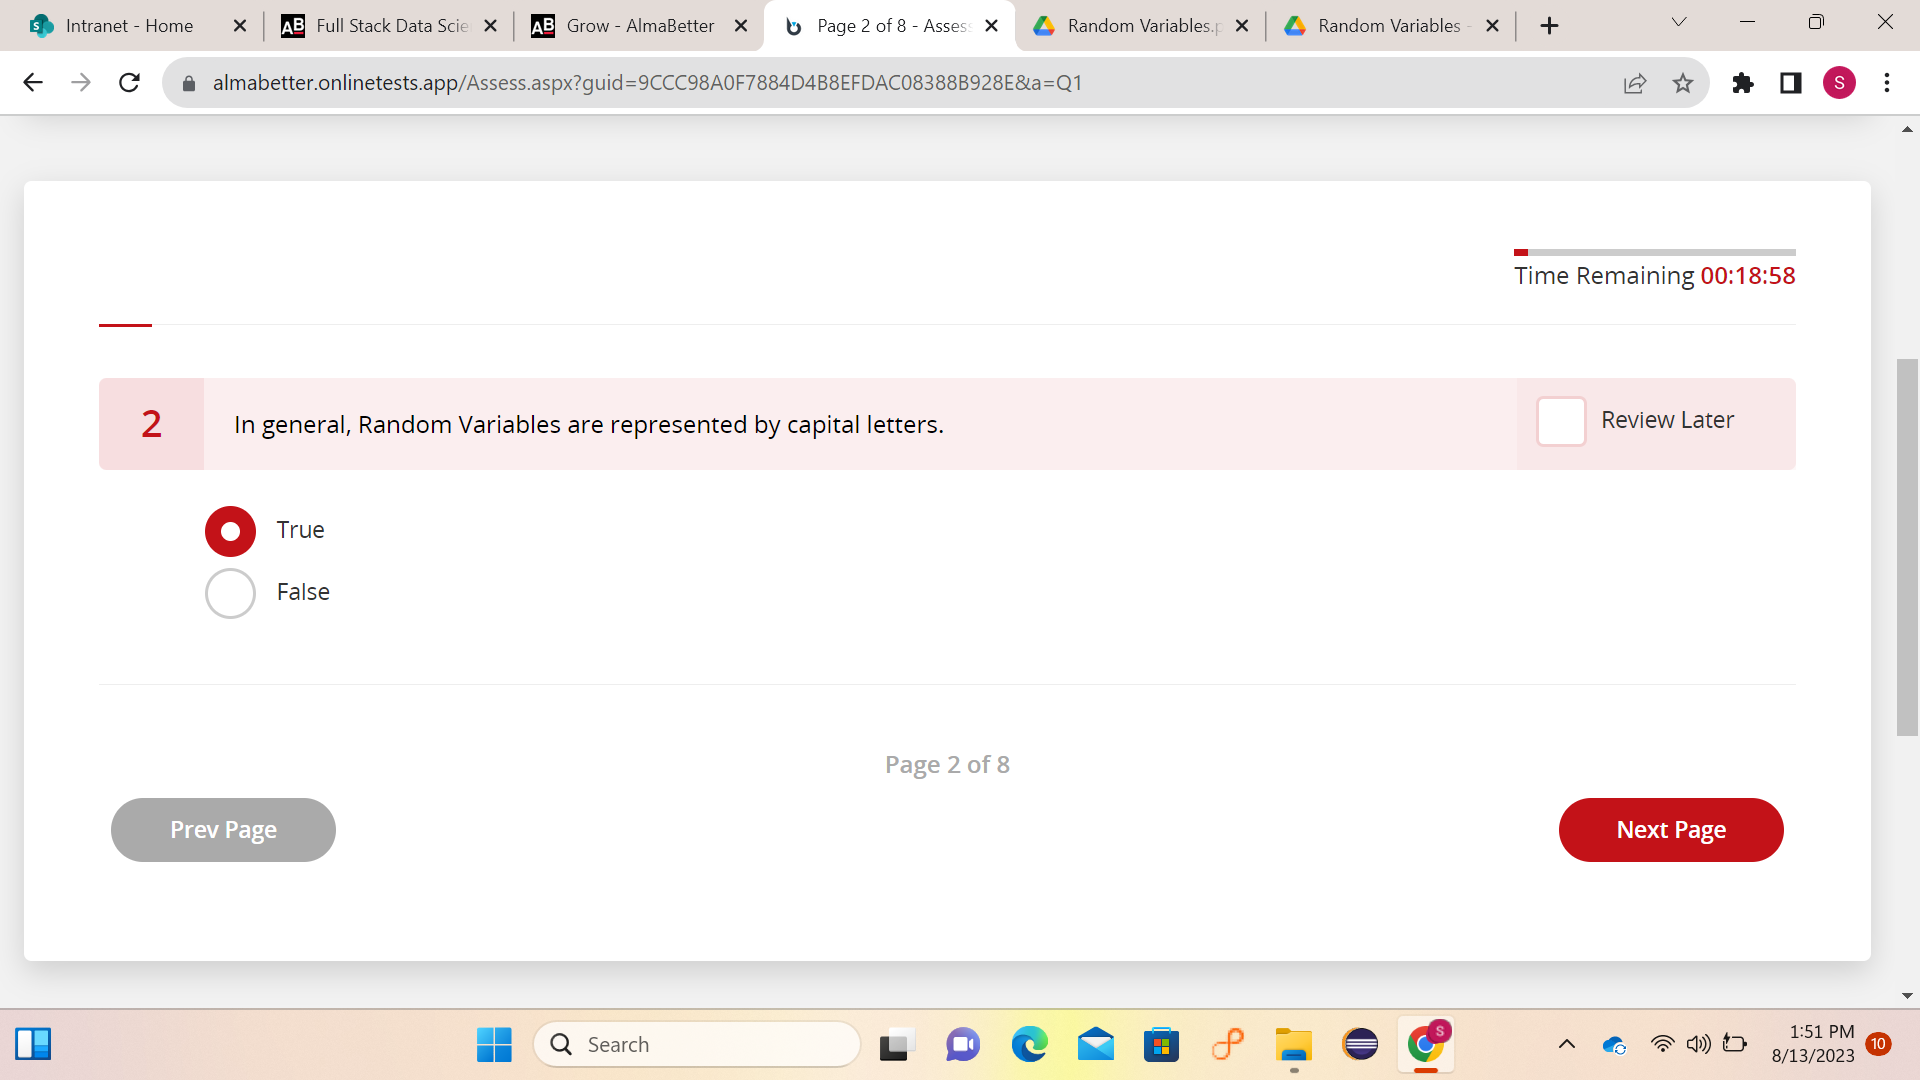 Intranet - Home
AB Full Stack Data Scie
AB Grow - AlmaBetter
Page 2 of 8 - Assess
Random Variables.p
Random Variables -
almabetter.onlinetests.app/Assess.aspx?guid=9CCC98A0F7884D4B8EFDAC08388B928E&a=Q1
S
Time Remaining 00:18:58
2
In general, Random Variables are represented by capital letters.
Review Later
True
False
Page 2 of 8
Prev Page
Next Page
Search
S
1:51 PM
8/13/2023
10